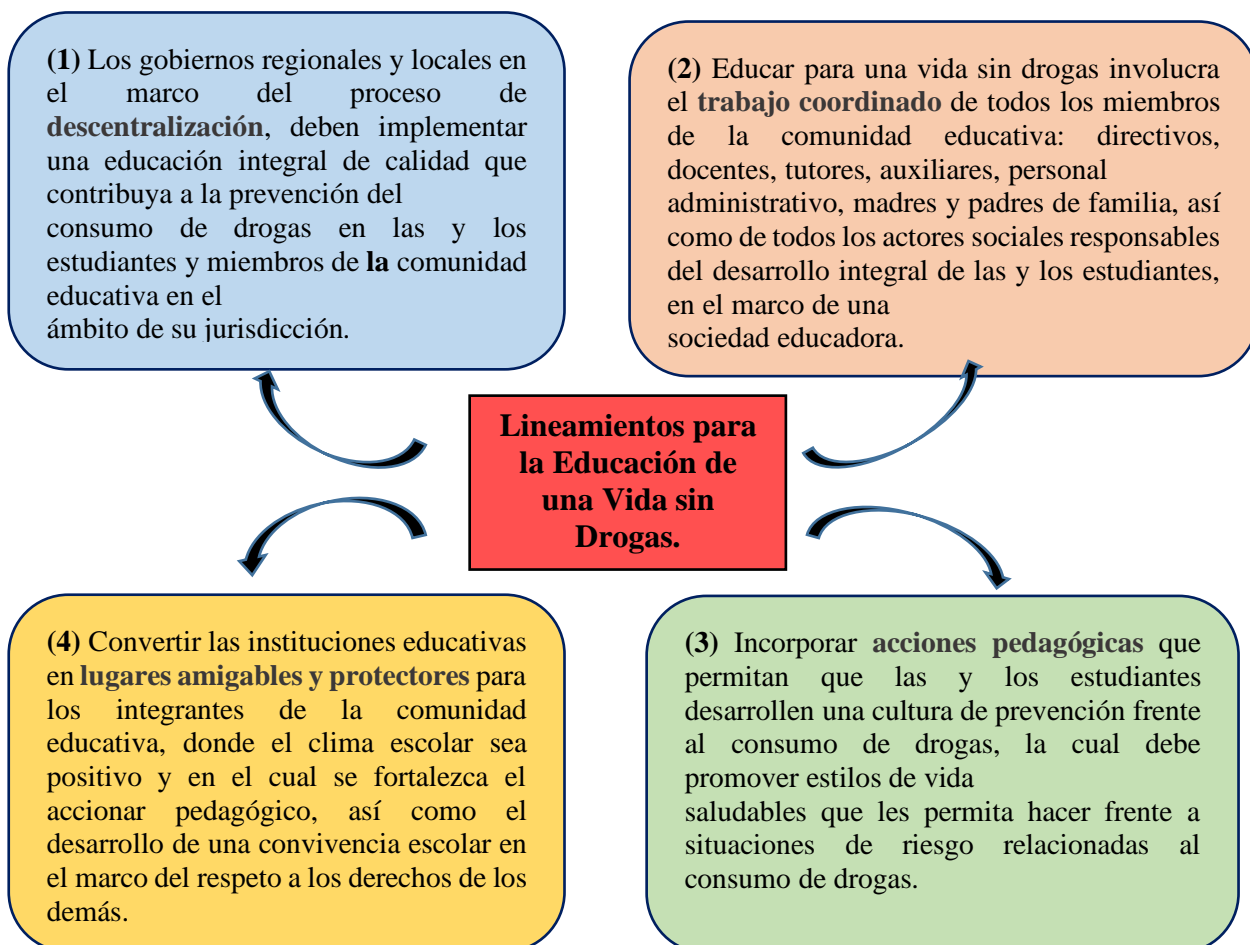 (1) Los gobiernos regionales y locales en
el marco del proceso de
descentralización, deben implementar
una educación integral de calidad que
contribuya a la prevención del
consumo de drogas en las y los
estudiantes y miembros de la comunidad
educativa en el
ámbito de su jurisdicción.
(2) Educar para una vida sin drogas involucra
el trabajo coordinado de todos los miembros
de la comunidad educativa: directivos,
docentes, tutores, auxiliares, personal
administrativo, madres y padres de familia, así
como de todos los actores sociales responsables
del desarrollo integral de las y los estudiantes,
en el marco de una
sociedad educadora.
Lineamientos para
la Educación de
una Vida sin
Drogas.
(4) Convertir las instituciones educativas
en lugares amigables y protectores para
los integrantes de la comunidad
educativa, donde el clima escolar sea
positivo y en el cual se fortalezca el
accionar pedagógico, así como el
desarrollo de una convivencia escolar en
el marco del respeto a los derechos de los
demás.
(3) Incorporar acciones pedagógicas que
permitan que las y los estudiantes
desarrollen una cultura de prevención frente
al consumo de drogas, la cual debe
promover estilos de vida
saludables que les permita hacer frente a
situaciones de riesgo relacionadas al
consumo de drogas.